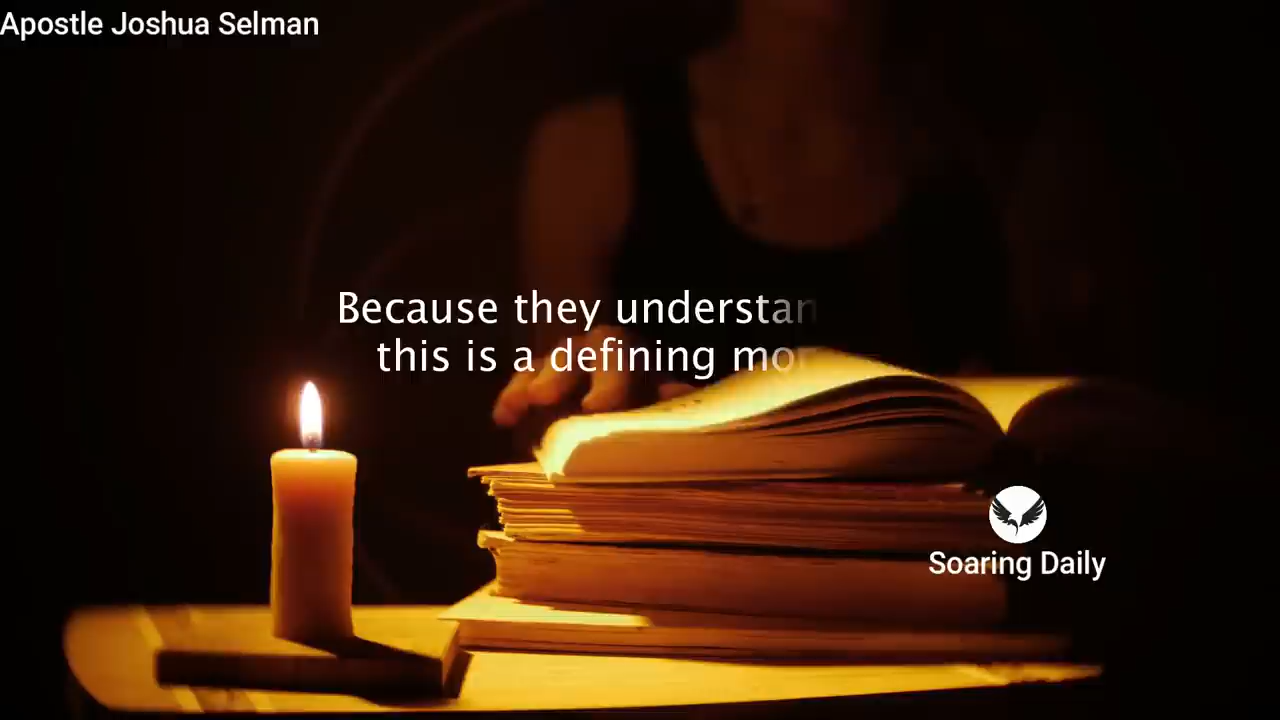 Apostle Joshua Selman
Because they
this is a defining
Soaring Daily